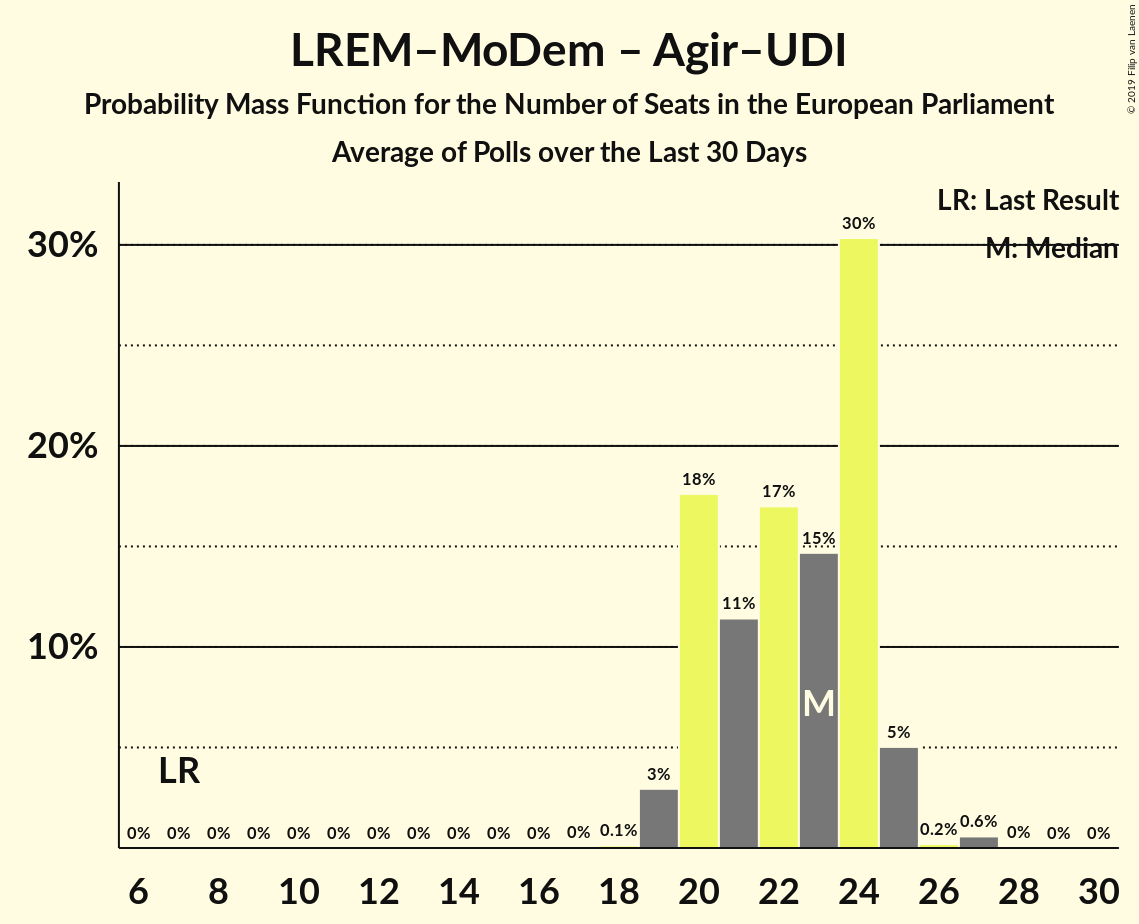 LREM–MoDem – Agir–UDI
Probability Mass Function for the Number of Seats in the European Parliament
Average of Polls over the Last 30 Days
© 2019 Filip van Laenen
LR: Last Result
M: Median
30%
20%
10%
30%
18%
17%
15%
11%
M
5%
LR
3%
0% 0% 0% 0% 0% 0% 0% 0% 0% 0% 0% 0% 0.1% 0.2% 0.6% 0% 0% 0%
6 8 10 12 14 16 18 20 22 24 26 28 30